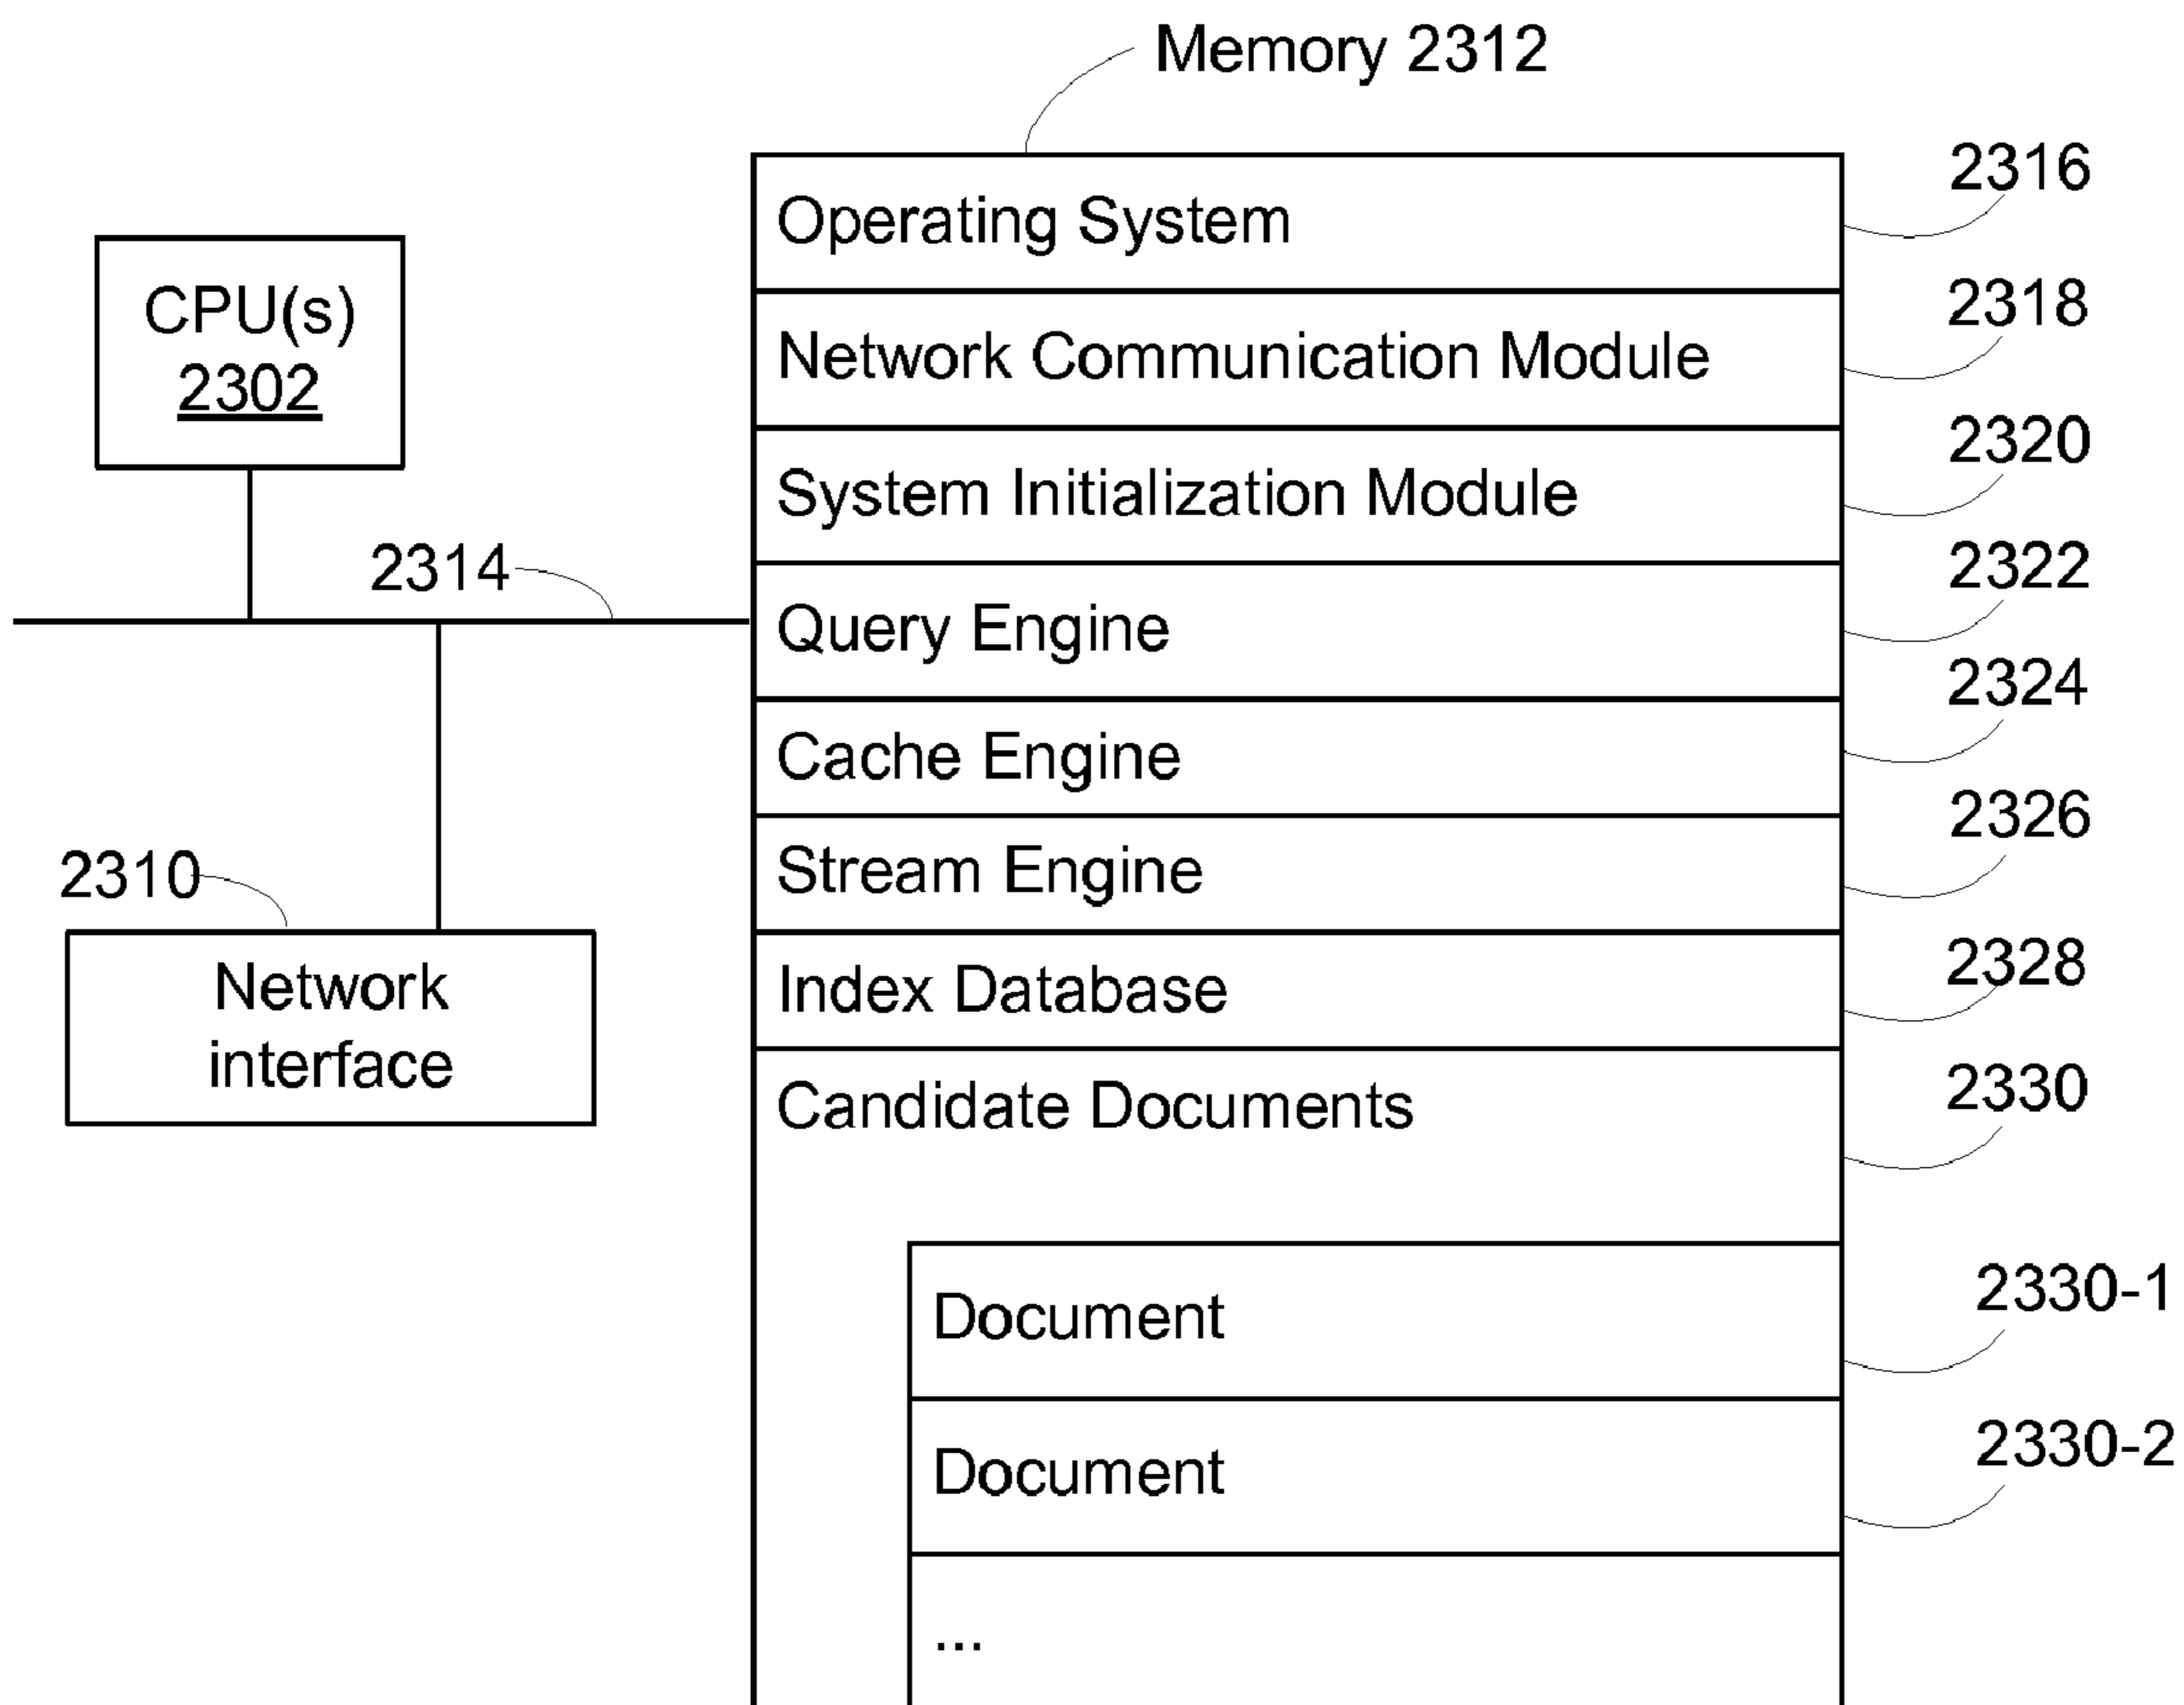 Memory 2312
Operating System
2316
CPU(s)
2302
Network Communication Module
2318
System Initialization Module
2320
2314
Query Engine
2322
Cache Engine
2324
Stream Engine
2326
2310
Network
interface
Index Database
2328
Candidate Documents
2330
Document
2330-1
Document
2330-2
...